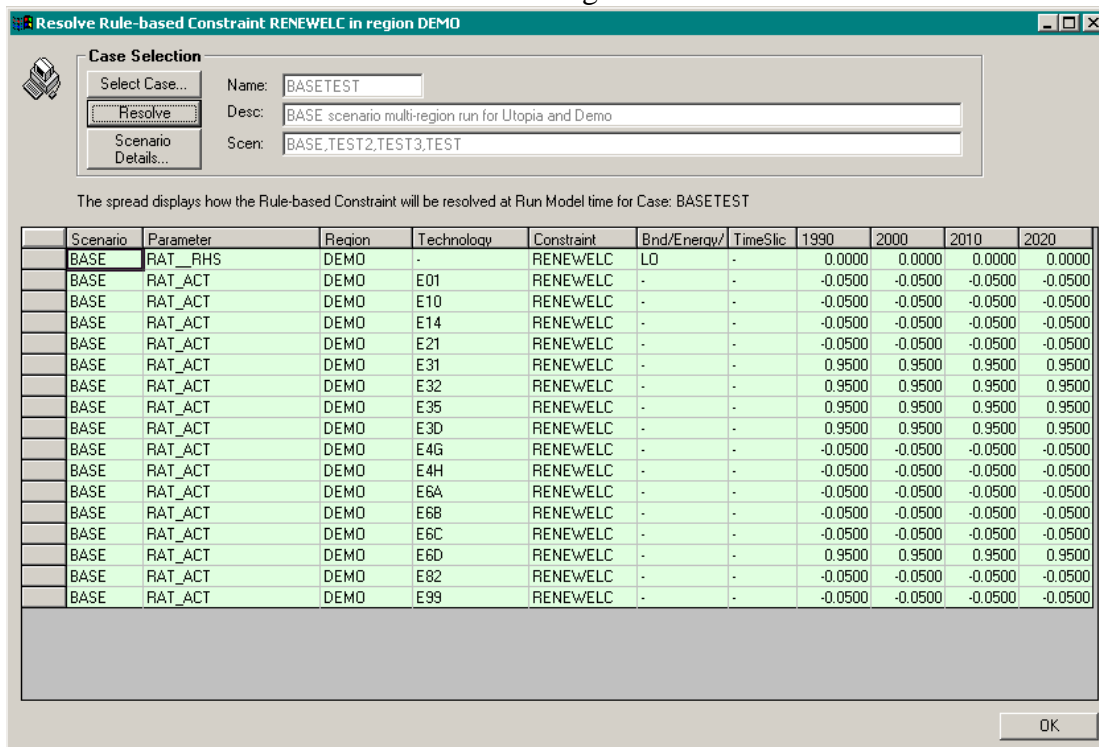 Resolve Rule-based Constraint RENEWELC in region DEMO
Case Selection
Select Case... Name: BASETEST
Resolve Desc: BASE scenario multi-region run for Utopia and Demo
Scenario Details... Scen: BASE,TEST2,TEST3,TEST
The spread displays how the Rule-based Constraint will be resolved at Run Model time for Case: BASETEST
Scenario Parameter Region Technology Constraint Bnd/Energy/ TimeSlic 1990 2000 2010 2020
BASE RAT__RHS DEMO - RENEWELC LO - 0.0000 0.0000 0.0000 0.0000
BASE RAT_ACT DEMO E01 RENEWELC - - -0.0500 -0.0500 -0.0500 -0.0500
BASE RAT_ACT DEMO E10 RENEWELC - - -0.0500 -0.0500 -0.0500 -0.0500
BASE RAT_ACT DEMO E14 RENEWELC - - -0.0500 -0.0500 -0.0500 -0.0500
BASE RAT_ACT DEMO E21 RENEWELC - - -0.0500 -0.0500 -0.0500 -0.0500
BASE RAT_ACT DEMO E31 RENEWELC - - 0.9500 0.9500 0.9500 0.9500
BASE RAT_ACT DEMO E32 RENEWELC - - 0.9500 0.9500 0.9500 0.9500
BASE RAT_ACT DEMO E35 RENEWELC - - 0.9500 0.9500 0.9500 0.9500
BASE RAT_ACT DEMO E3D RENEWELC - - 0.9500 0.9500 0.9500 0.9500
BASE RAT_ACT DEMO E4G RENEWELC - - -0.0500 -0.0500 -0.0500 -0.0500
BASE RAT_ACT DEMO E4H RENEWELC - - -0.0500 -0.0500 -0.0500 -0.0500
BASE RAT_ACT DEMO E6A RENEWELC - - -0.0500 -0.0500 -0.0500 -0.0500
BASE RAT_ACT DEMO E6B RENEWELC - - -0.0500 -0.0500 -0.0500 -0.0500
BASE RAT_ACT DEMO E6C RENEWELC - - -0.0500 -0.0500 -0.0500 -0.0500
BASE RAT_ACT DEMO E6D RENEWELC - - 0.9500 0.9500 0.9500 0.9500
BASE RAT_ACT DEMO E82 RENEWELC - - -0.0500 -0.0500 -0.0500 -0.0500
BASE RAT_ACT DEMO E99 RENEWELC - - -0.0500 -0.0500 -0.0500 -0.0500
OK